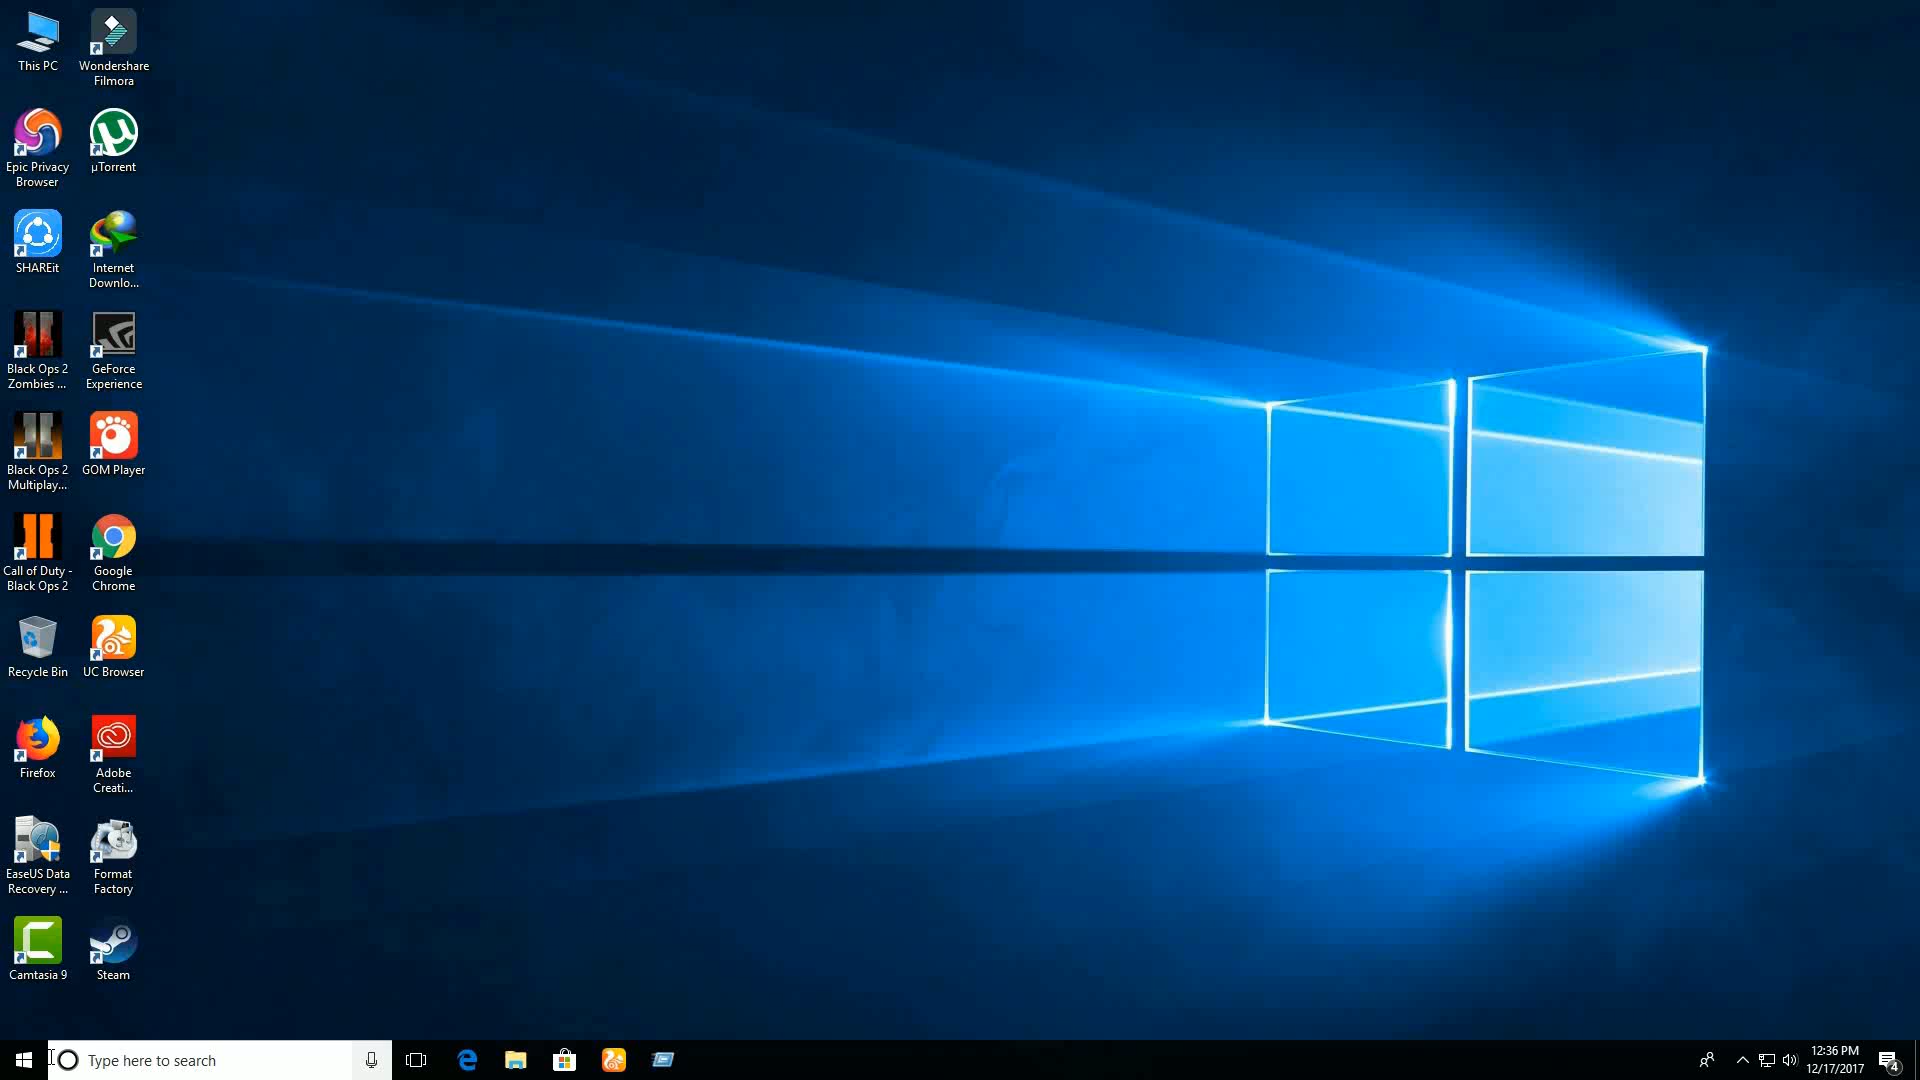 This PC
Wondershare
Filmora
Epic Privacy
Browser
µTorrent
SHAREit
Internet
Downlo...
Black Ops 2
Zombies ...
GeForce
Experience
Black Ops 2
Multiplay...
GOM Player
Call of Duty -
Black Ops 2
Google
Chrome
Recycle Bin
UC Browser
Firefox
Adobe
Creati...
EaseUS Data
Recovery ...
Format
Factory
Camtasia 9
Steam
Type here to search
12:36 PM
12/17/2017
4